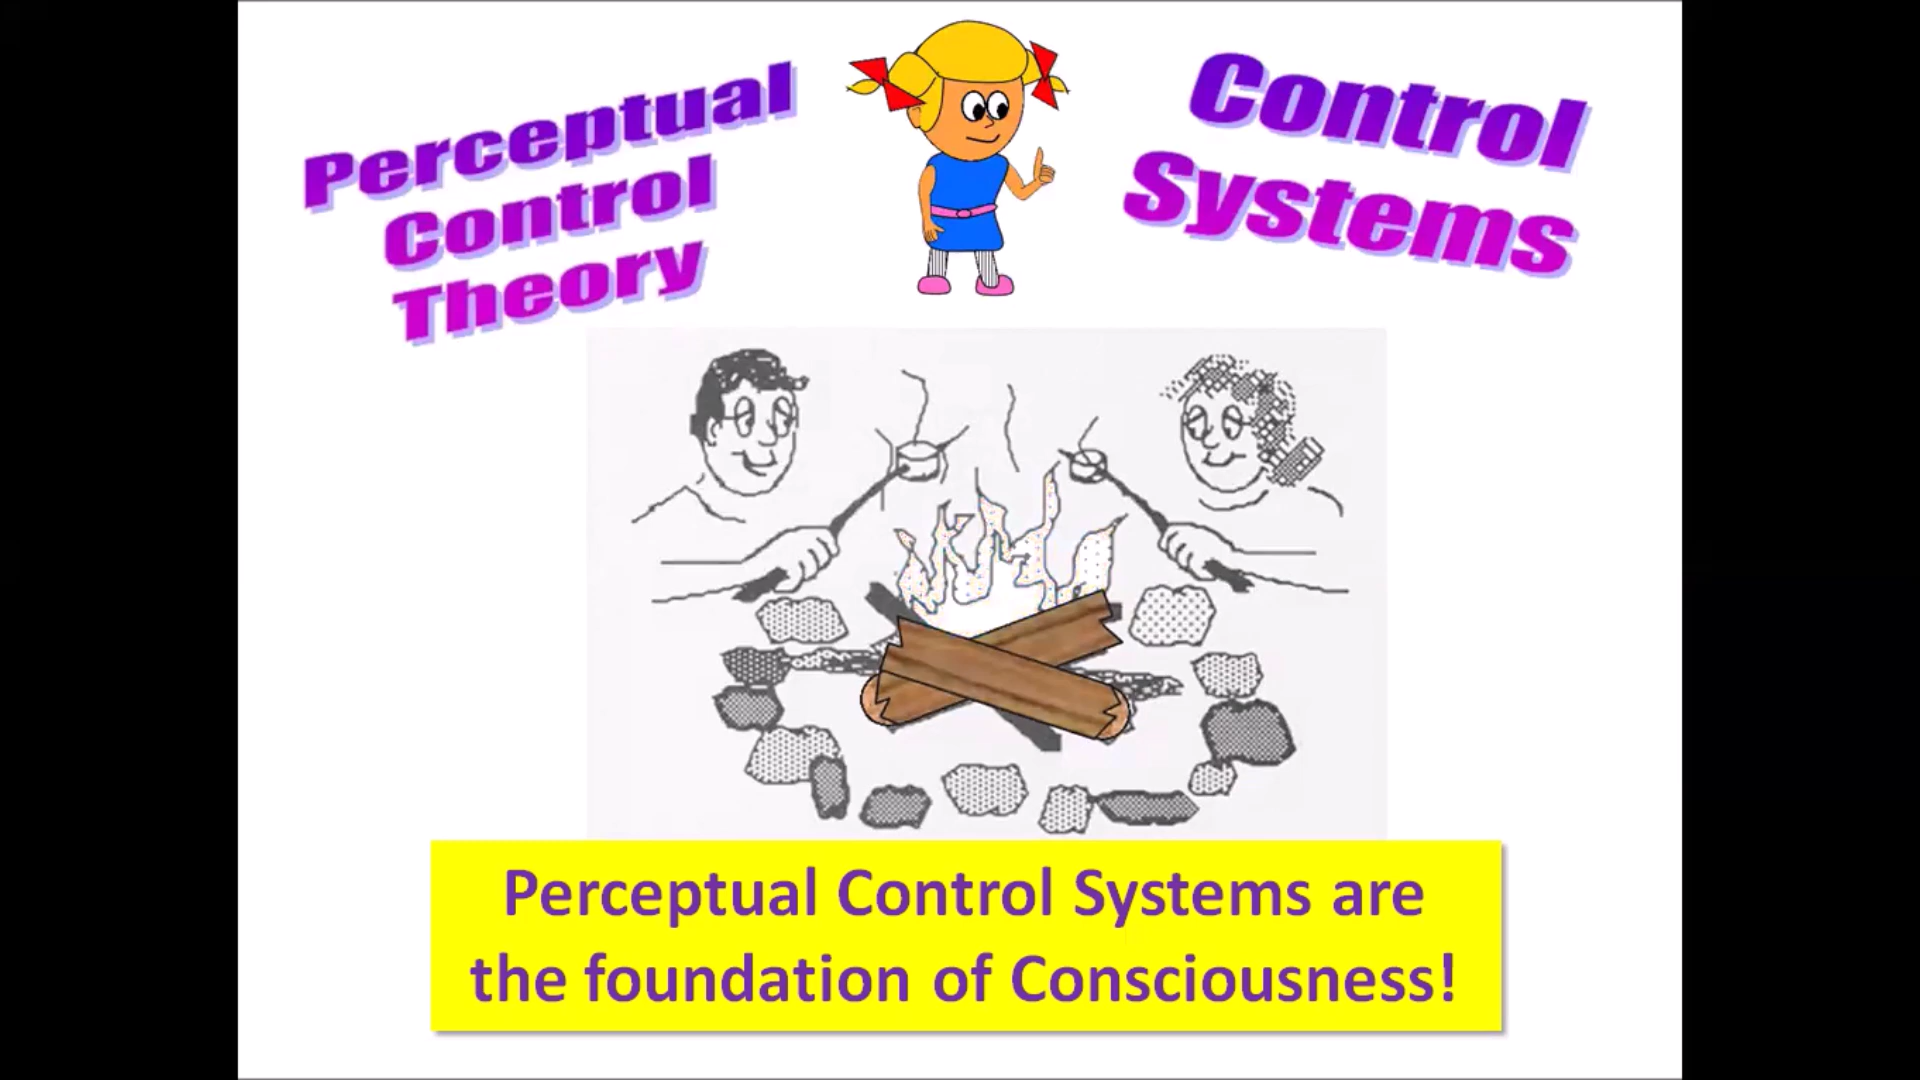 Perceptual
Control
Theory
Control
Systems
Perceptual Control Systems are
the foundation of Consciousness!